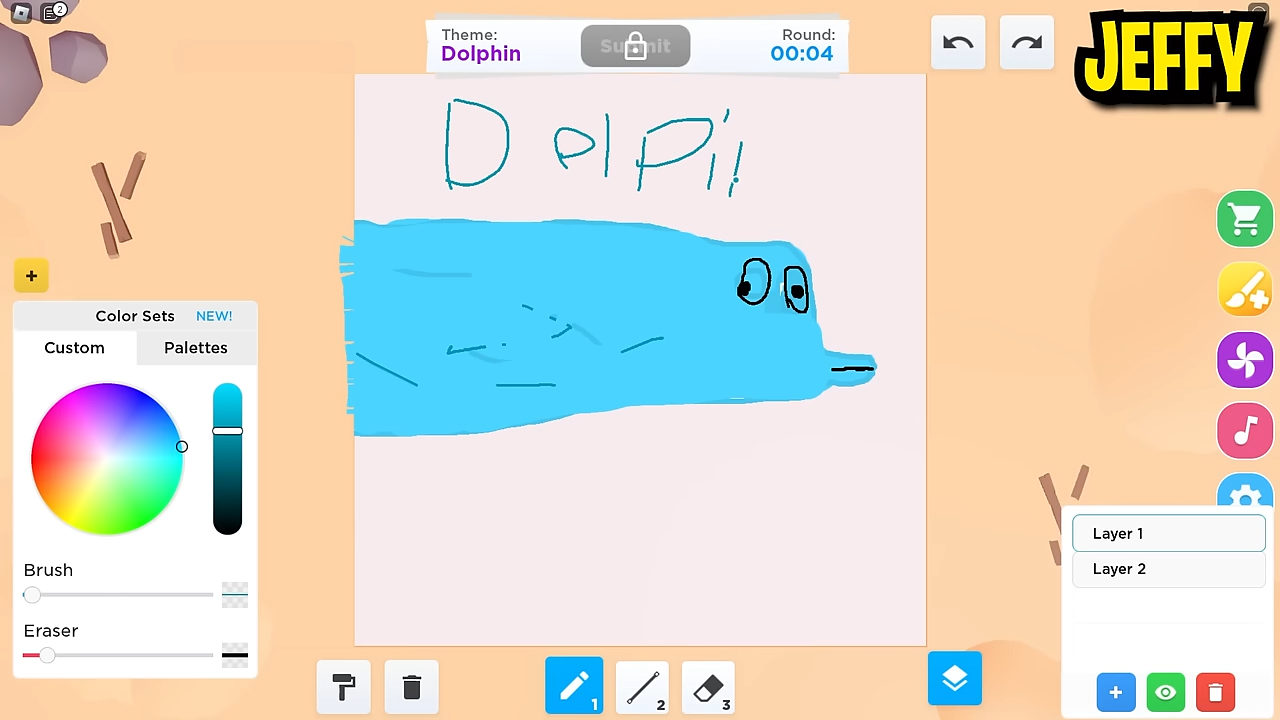 2
Theme:
Dolphin
Submit
Round:
00:04
JEFFY
DolPi!
+
Color Sets NEW!
Custom Palettes
Brush
Eraser
Layer 1
Layer 2
1
2
3
+